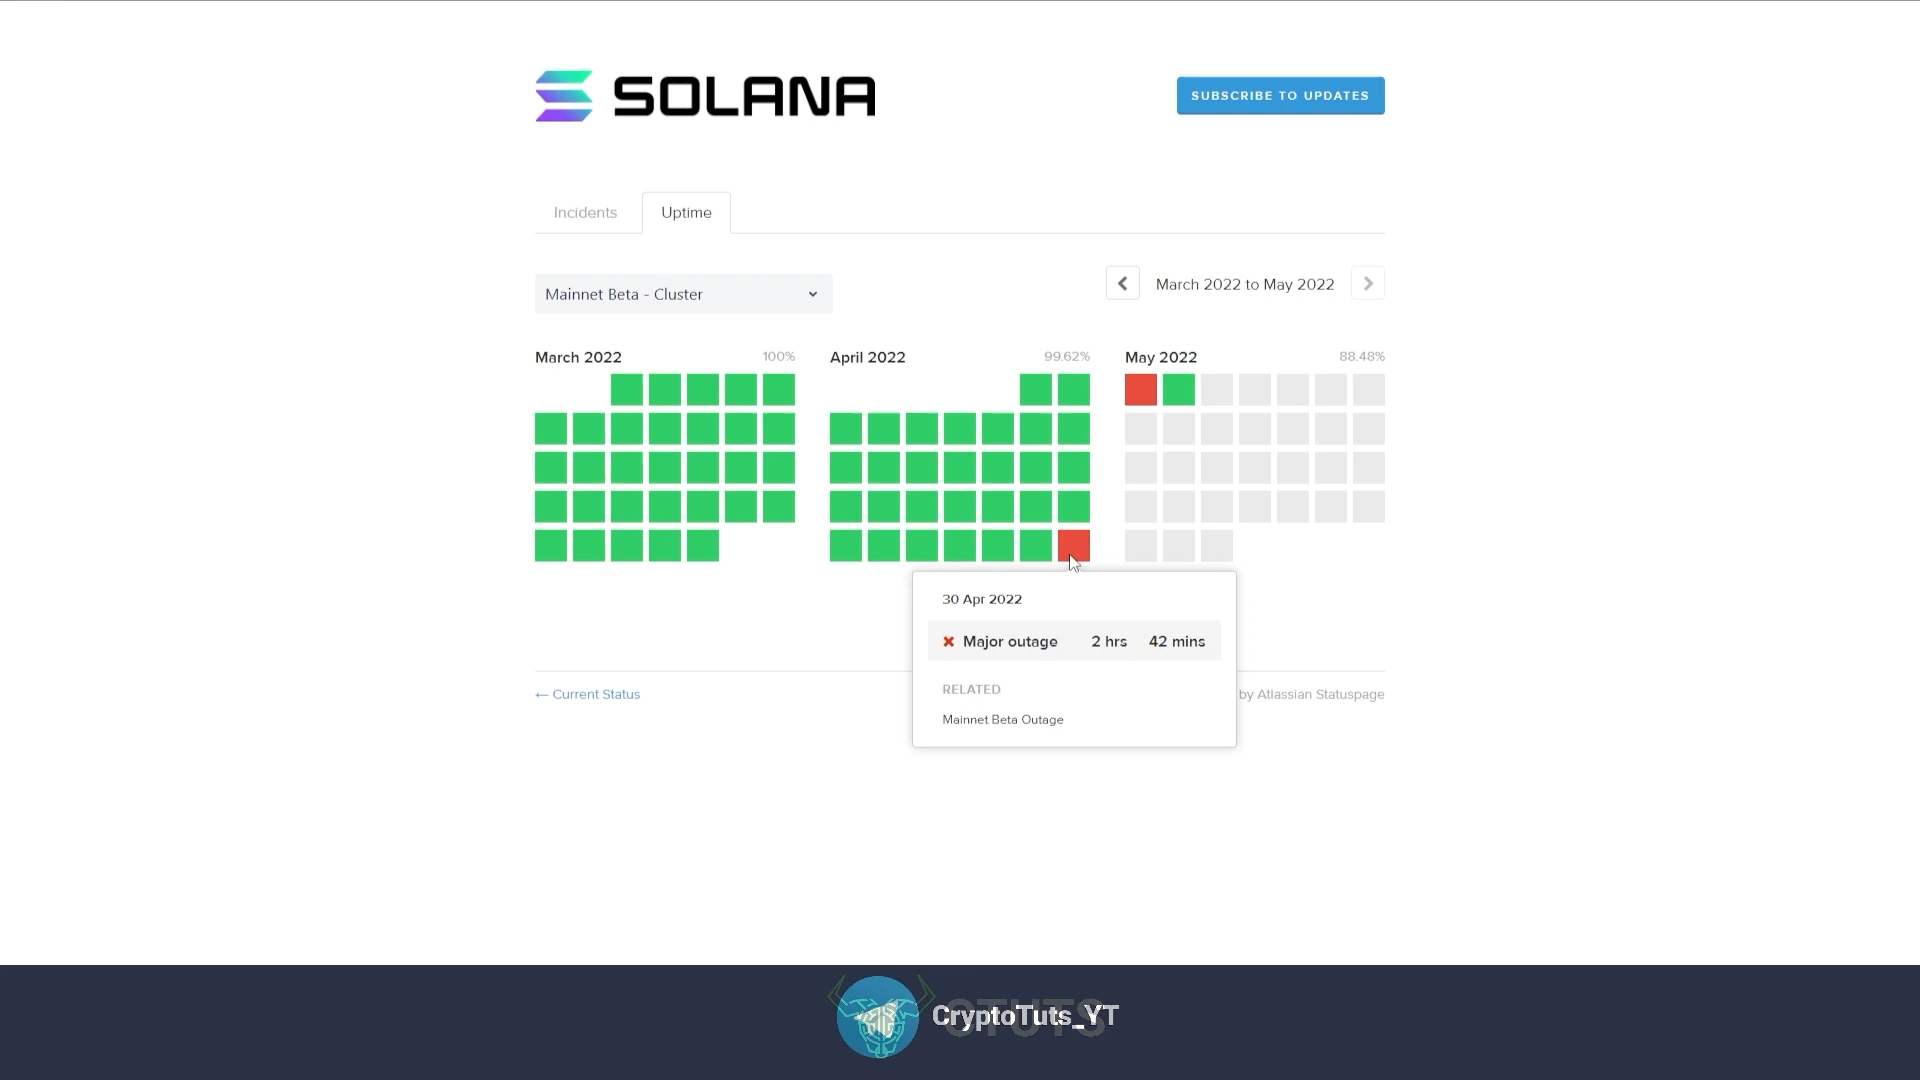 SOLANA
SUBSCRIBE TO UPDATES
Incidents
Uptime
Mainnet Beta - Cluster
March 2022 to May 2022
March 2022
100%
April 2022
99.62%
May 2022
88.48%
30 Apr 2022
Major outage 2 hrs 42 mins
RELATED
Mainnet Beta Outage
← Current Status
by Atlassian Statuspage
CryptoTuts_YT